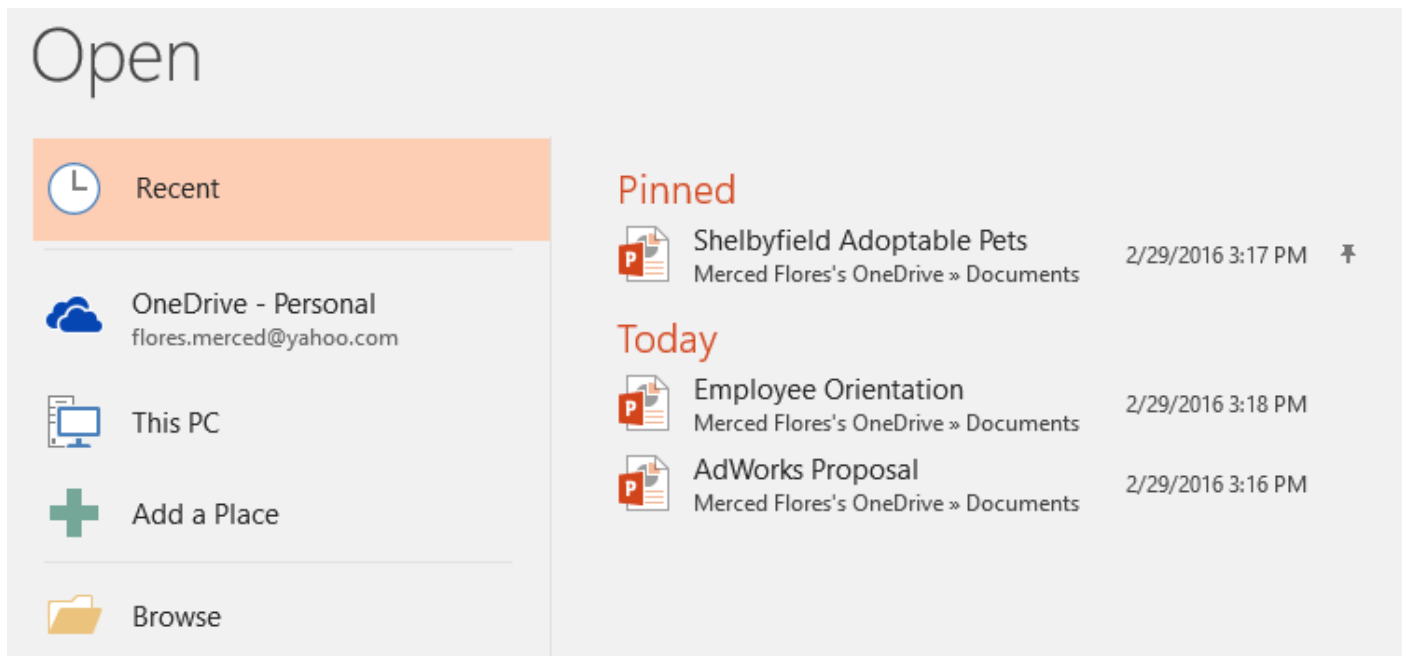 Open
Recent
OneDrive - Personal
flores.merced@yahoo.com
This PC
Add a Place
Browse
Pinned
Shelbyfield Adoptable Pets
Merced Flores's OneDrive » Documents
2/29/2016 3:17 PM
Today
Employee Orientation
Merced Flores's OneDrive » Documents
2/29/2016 3:18 PM
AdWorks Proposal
Merced Flores's OneDrive » Documents
2/29/2016 3:16 PM